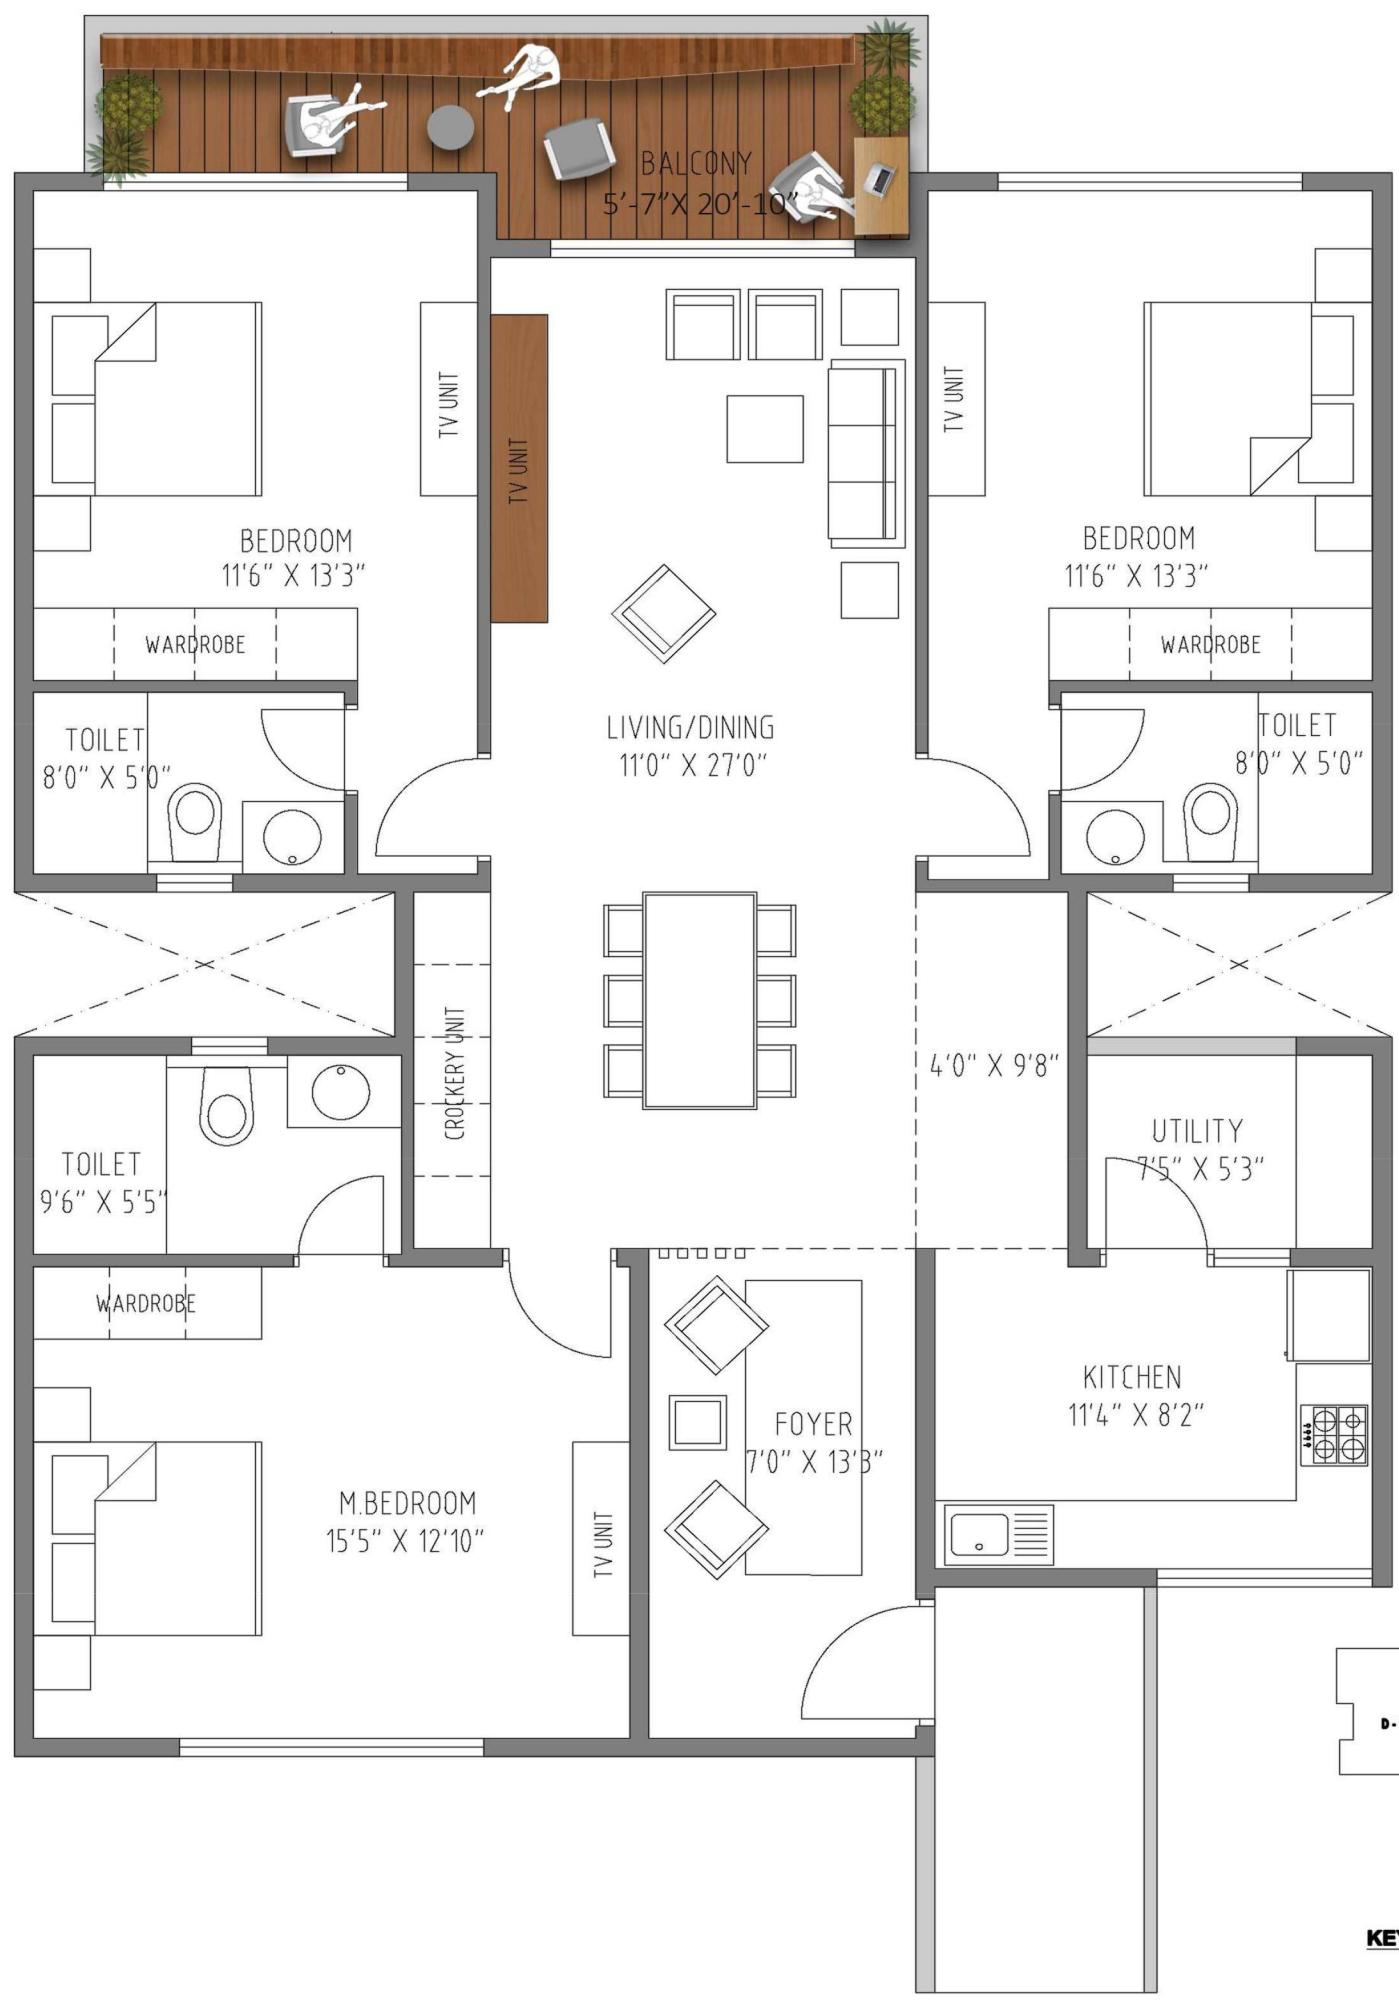 BALCONY
5'-7"X 20'-10"
TV UNIT
TV UNIT
TV UNIT
BEDROOM
11'6" X 13'3"
BEDROOM
11'6" X 13'3"
WARDROBE
WARDROBE
TOILET
8'0" X 5'0"
LIVING/DINING
11'0" X 27'0"
TOILET
8'0" X 5'0"
CROCKERY UNIT
4'0" X 9'8"
TOILET
9'6" X 5'5"
UTILITY
7'5" X 5'3"
WARDROBE
KITCHEN
11'4" X 8'2"
FOYER
7'0" X 13'3"
M.BEDROOM
15'5" X 12'10"
TV UNIT
D-
KEY